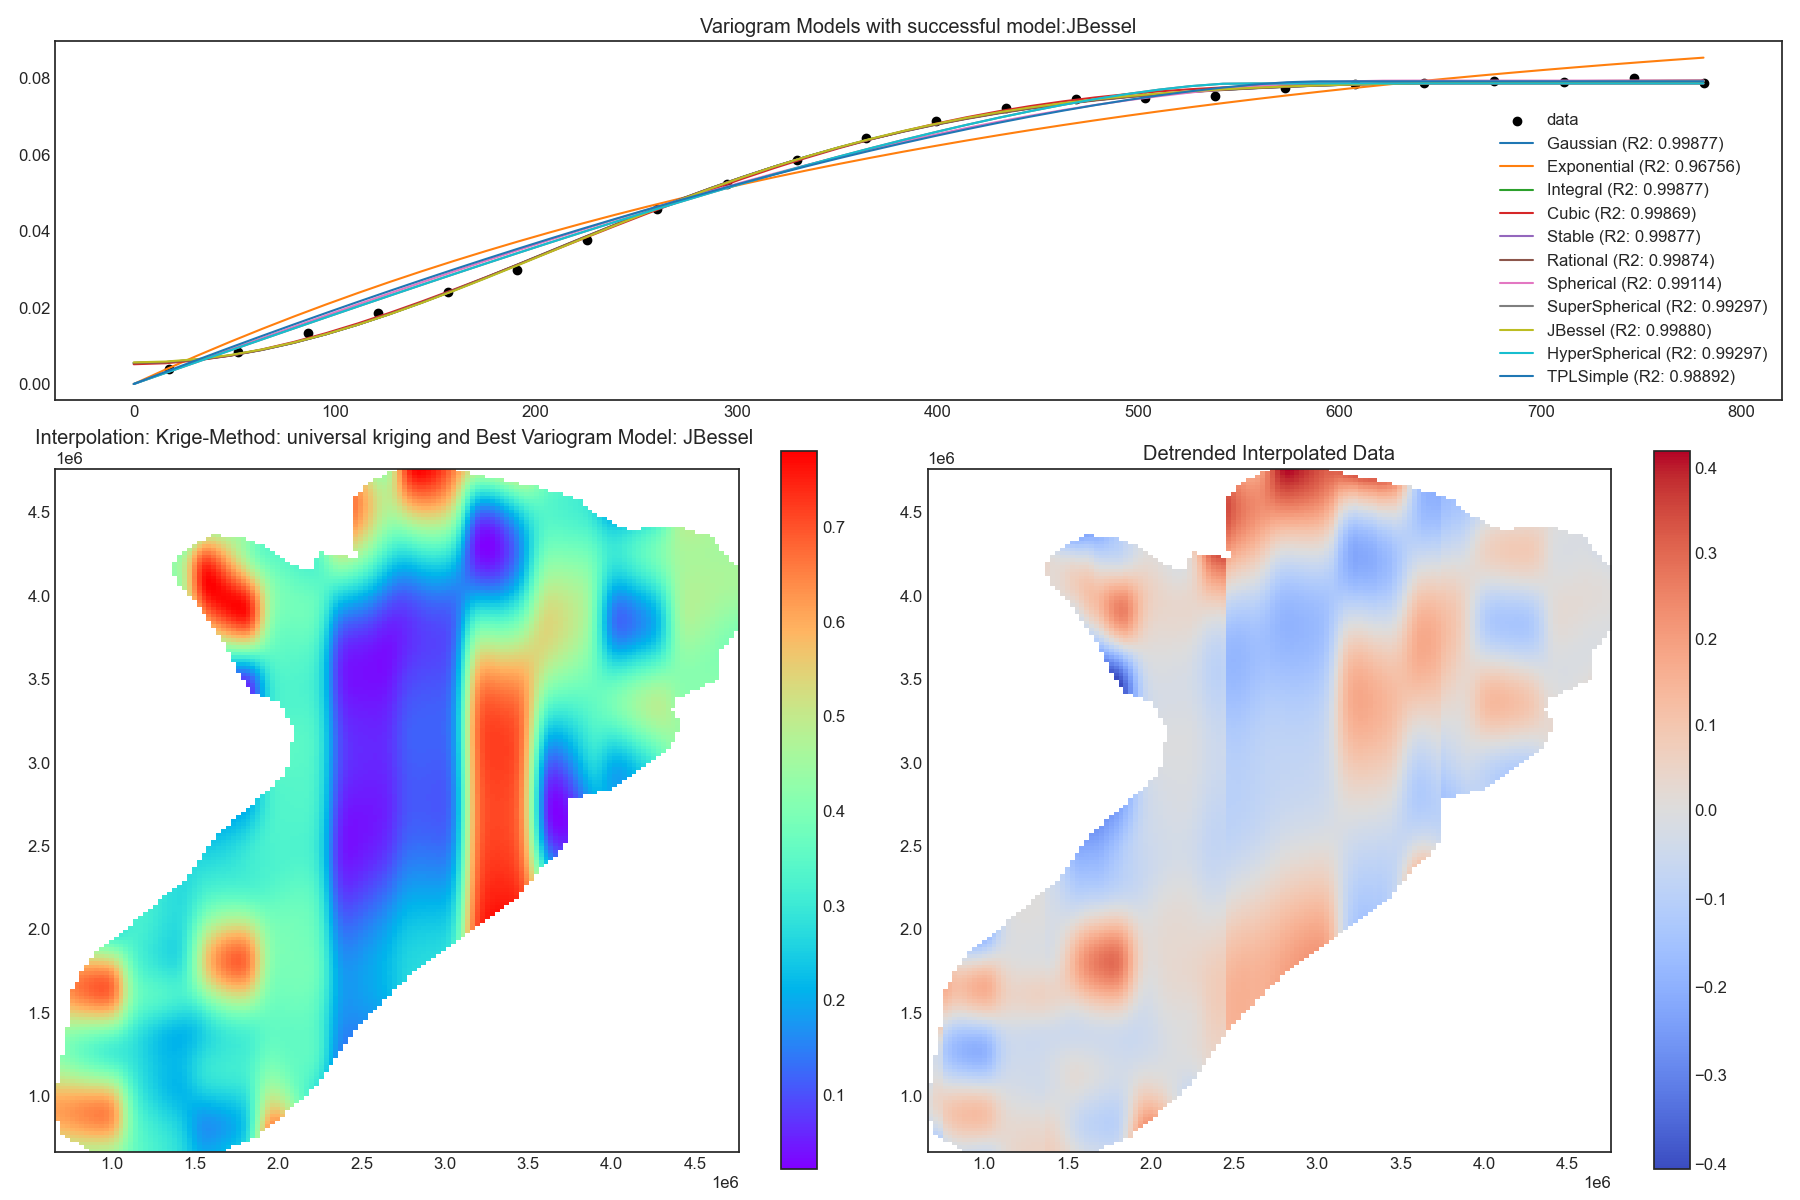 Variogram Models with successful model:JBessel
0.08
0.06
0.04
0.02
0.00
data
Gaussian (R2: 0.99877)
Exponential (R2: 0.96756)
Integral (R2: 0.99877)
Cubic (R2: 0.99869)
Stable (R2: 0.99877)
Rational (R2: 0.99874)
Spherical (R2: 0.99114)
SuperSpherical (R2: 0.99297)
JBessel (R2: 0.99880)
HyperSpherical (R2: 0.99297)
TPLSimple (R2: 0.98892)
0 100 200 300 400 500 600 700 800
Interpolation: Krige-Method: universal kriging and Best Variogram Model: JBessel
1e6
4.5
4.0
3.5
3.0
2.5
2.0
1.5
1.0
1.0 1.5 2.0 2.5 3.0 3.5 4.0 4.5
1e6
0.7
0.6
0.5
0.4
0.3
0.2
0.1
Detrended Interpolated Data
1e6
4.5
4.0
3.5
3.0
2.5
2.0
1.5
1.0
1.0 1.5 2.0 2.5 3.0 3.5 4.0 4.5
1e6
0.4
0.3
0.2
0.1
0.0
−0.1
−0.2
−0.3
−0.4